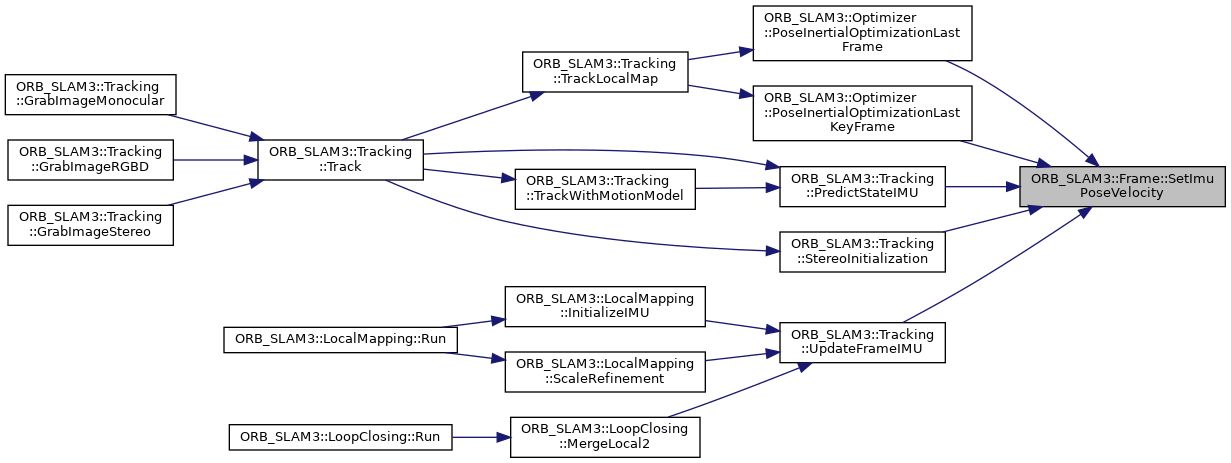 ORB_SLAM3::Tracking
::GrabImageMonocular
ORB_SLAM3::Tracking
::GrabImageRGBD
ORB_SLAM3::Tracking
::GrabImageStereo
ORB_SLAM3::Tracking
::Track
ORB_SLAM3::Tracking
::TrackLocalMap
ORB_SLAM3::Tracking
::TrackWithMotionModel
ORB_SLAM3::Optimizer
::PoseInertialOptimizationLast
Frame
ORB_SLAM3::Optimizer
::PoseInertialOptimizationLast
KeyFrame
ORB_SLAM3::Tracking
::PredictStateIMU
ORB_SLAM3::Tracking
::StereoInitialization
ORB_SLAM3::Frame::SetImu
PoseVelocity
ORB_SLAM3::LocalMapping::Run
ORB_SLAM3::LocalMapping
::InitializeIMU
ORB_SLAM3::LocalMapping
::ScaleRefinement
ORB_SLAM3::Tracking
::UpdateFrameIMU
ORB_SLAM3::LoopClosing::Run
ORB_SLAM3::LoopClosing
::MergeLocal2